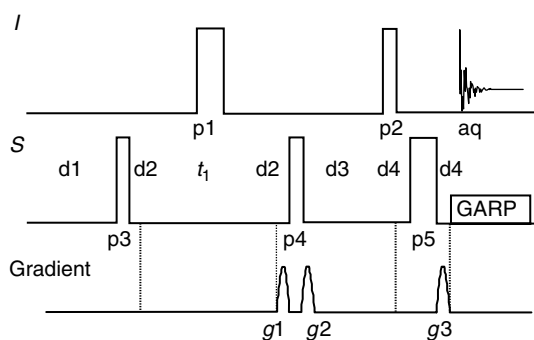 I
p1 p2 aq
S
d1 d2 t1 d2 d3 d4 d4
GARP
p3 p4 p5
Gradient
g1 g2 g3